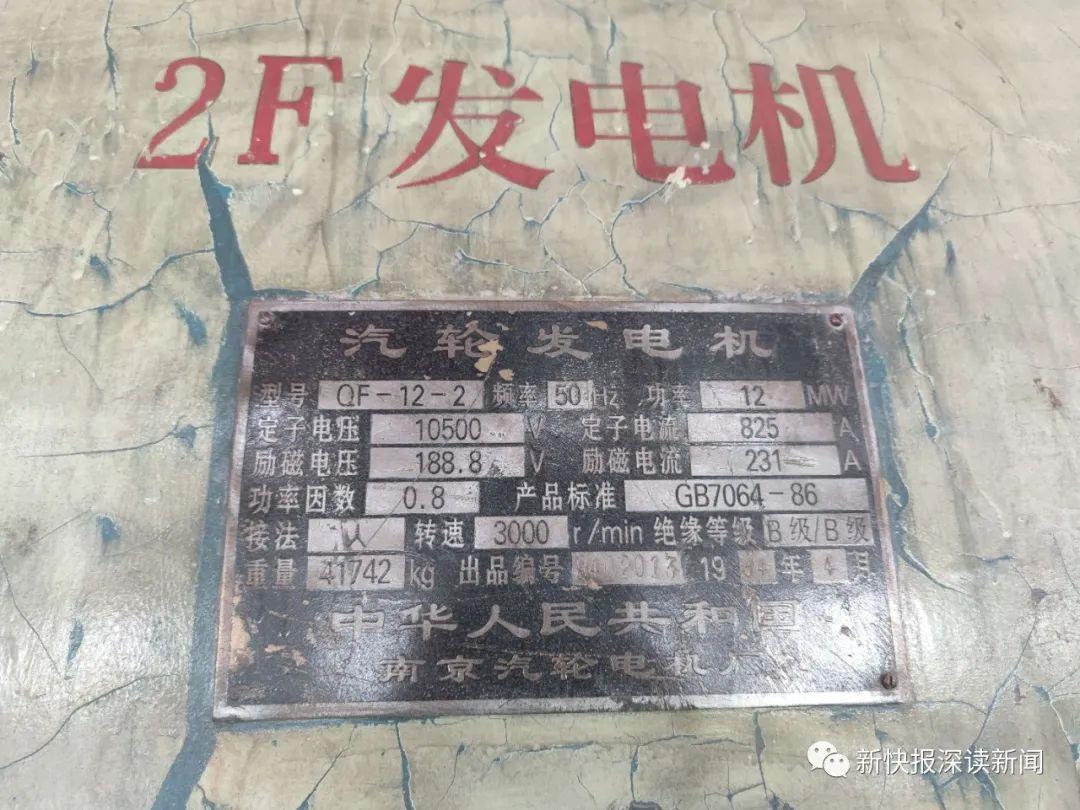 2F发电机
汽轮发电机
型号 QF-12-2 频率 50 Hz 功率 12 MW
定子电压 10500 V 定子电流 825 A
励磁电压 188.8 V 励磁电流 231 A
功率因数 0.8 产品标准 GB7064-86
接法 转速 3000 r/min 绝缘等级 B级/B级
重量 41742 kg 出品编号 2013 19 4年 4月
中华人民共和国
南京汽轮电机厂
新快报深读新闻